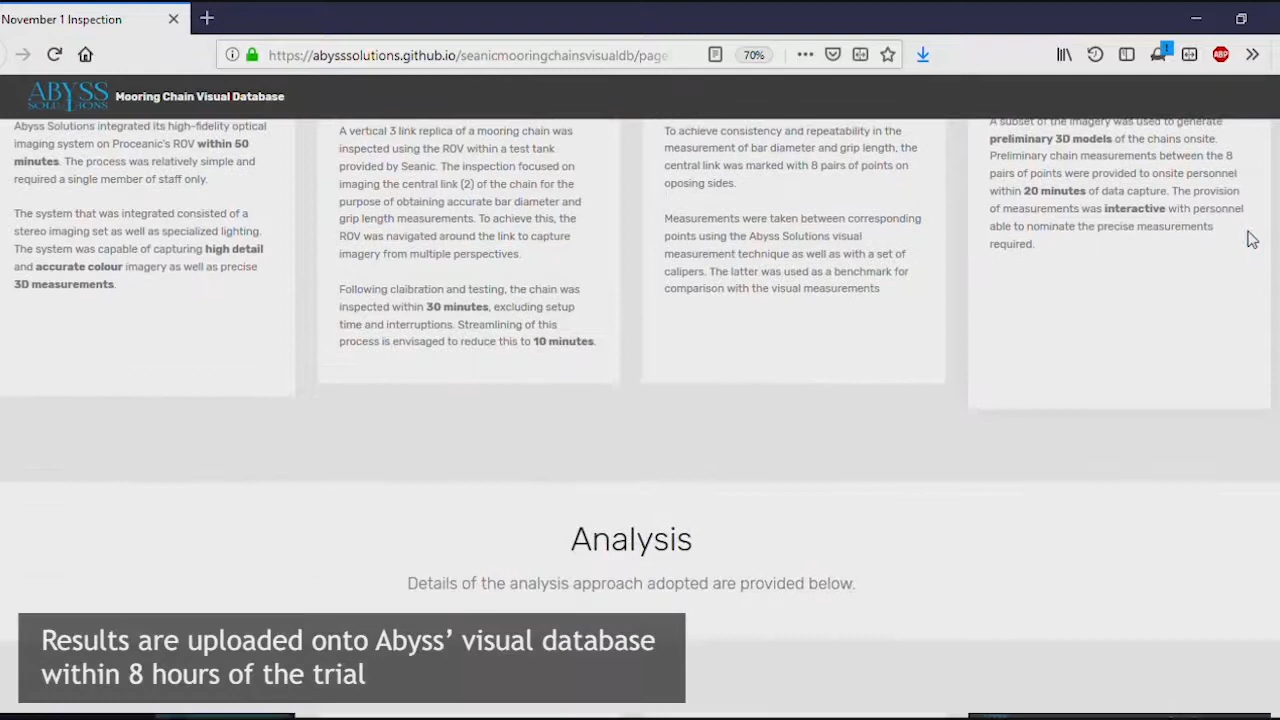 November 1 Inspection
https://abysssolutions.github.io/seanicmooringchainsvisualdb/page
70%
1
ABP
ABYSS
SOLUTIONS
Mooring Chain Visual Database
Abyss Solutions integrated its high-fidelity optical
imaging system on Proceanic's ROV within 50
minutes. The process was relatively simple and
required a single member of staff only.
The system that was integrated consisted of a
stereo imaging set as well as specialized lighting.
The system was capable of capturing high detail
and accurate colour imagery as well as precise
3D measurements.
A vertical 3 link replica of a mooring chain was
inspected using the ROV within a test tank
provided by Seanic. The inspection focused on
imaging the central link (2) of the chain for the
purpose of obtaining accurate bar diameter and
grip length measurements. To achieve this, the
ROV was navigated around the link to capture
imagery from multiple perspectives.
Following claibration and testing, the chain was
inspected within 30 minutes, excluding setup
time and interruptions. Streamlining of this
process is envisaged to reduce this to 10 minutes.
To achieve consistency and repeatability in the
measurement of bar diameter and grip length, the
central link was marked with 8 pairs of points on
oposing sides.
Measurements were taken between corresponding
points using the Abyss Solutions visual
measurement technique as well as with a set of
calipers. The latter was used as a benchmark for
comparison with the visual measurements
A subset of the imagery was used to generate
preliminary 3D models of the chains onsite.
Preliminary chain measurements between the 8
pairs of points were provided to onsite personnel
within 20 minutes of data capture. The provision
of measurements was interactive with personnel
able to nominate the precise measurements
required.
Analysis
Details of the analysis approach adopted are provided below.
Results are uploaded onto Abyss' visual database
within 8 hours of the trial